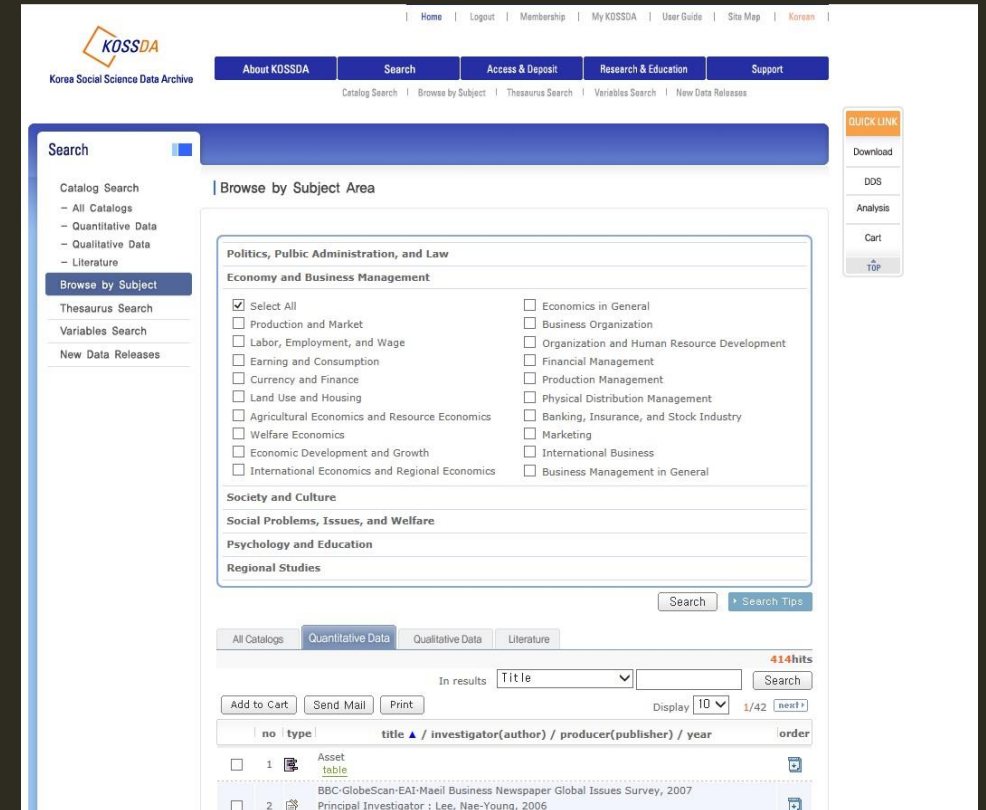 | Home | Logout | Membership | My KOSSDA | User Guide | Site Map | Korean |
KOSSDA
Korea Social Science Data Archive
About KOSSDA Search Access & Deposit Research & Education Support
Catalog Search | Browse by Subject | Thesaurus Search | Variables Search | New Data Releases
QUICK LINK
Download
DDS
Analysis
Cart
TOP
Search
Catalog Search
- All Catalogs
- Quantitative Data
- Qualitative Data
- Literature
Browse by Subject
Thesaurus Search
Variables Search
New Data Releases
Browse by Subject Area
Politics, Pulbic Administration, and Law
Economy and Business Management
Select All Economics in General
Production and Market Business Organization
Labor, Employment, and Wage Organization and Human Resource Development
Earning and Consumption Financial Management
Currency and Finance Production Management
Land Use and Housing Physical Distribution Management
Agricultural Economics and Resource Economics Banking, Insurance, and Stock Industry
Welfare Economics Marketing
Economic Development and Growth International Business
International Economics and Regional Economics Business Management in General
Society and Culture
Social Problems, Issues, and Welfare
Psychology and Education
Regional Studies
Search Search Tips
All Catalogs Quantitative Data Qualitative Data Literature
414hits
In results Title Search
Add to Cart Send Mail Print Display 10 1/42 next
no type title ▲ / investigator(author) / producer(publisher) / year order
1 Asset
table
BBC-GlobeScan-EAI-Maeil Business Newspaper Global Issues Survey, 2007
2 Principal Investigator : Lee, Nae-Young, 2006